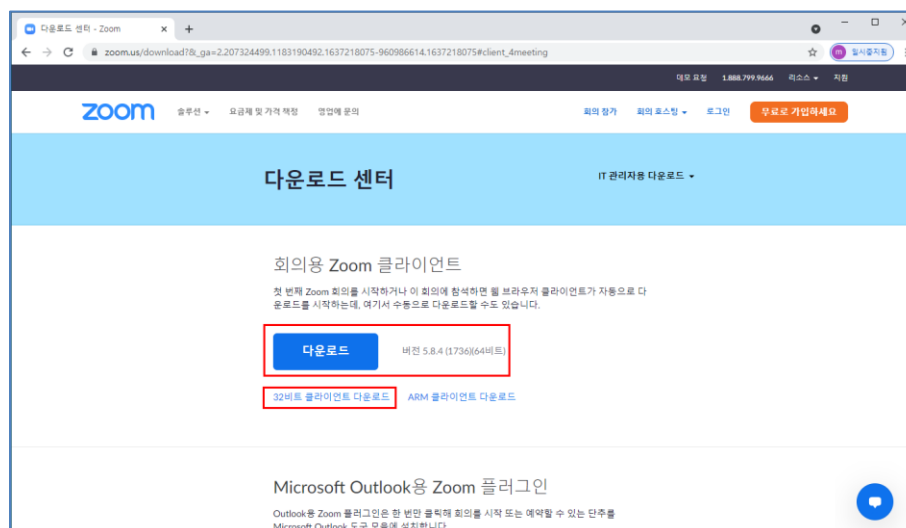 다운로드 센터 - Zoom
zoom.us/download?&_ga=2.207324499.1183190492.1637218075-960986614.1637218075#client_4meeting
m 일시중지됨
데모 요청 1.888.799.9666 리소스 지원
zoom 솔루션 요금제 및 가격 책정 영업에 문의 회의 참가 회의 호스팅 로그인 무료로 가입하세요
다운로드 센터 IT 관리자용 다운로드
회의용 Zoom 클라이언트
첫 번째 Zoom 회의를 시작하거나 이 회의에 참석하면 웹 브라우저 클라이언트가 자동으로 다
운로드를 시작하는데, 여기서 수동으로 다운로드할 수도 있습니다.
다운로드 버전 5.8.4 (1736)(64비트)
32비트 클라이언트 다운로드 ARM 클라이언트 다운로드
Microsoft Outlook용 Zoom 플러그인
Outlook용 Zoom 플러그인은 한 번만 클릭해 회의를 시작 또는 예약할 수 있는 단추를
Microsoft Outlook 도구 모음에 설치합니다.